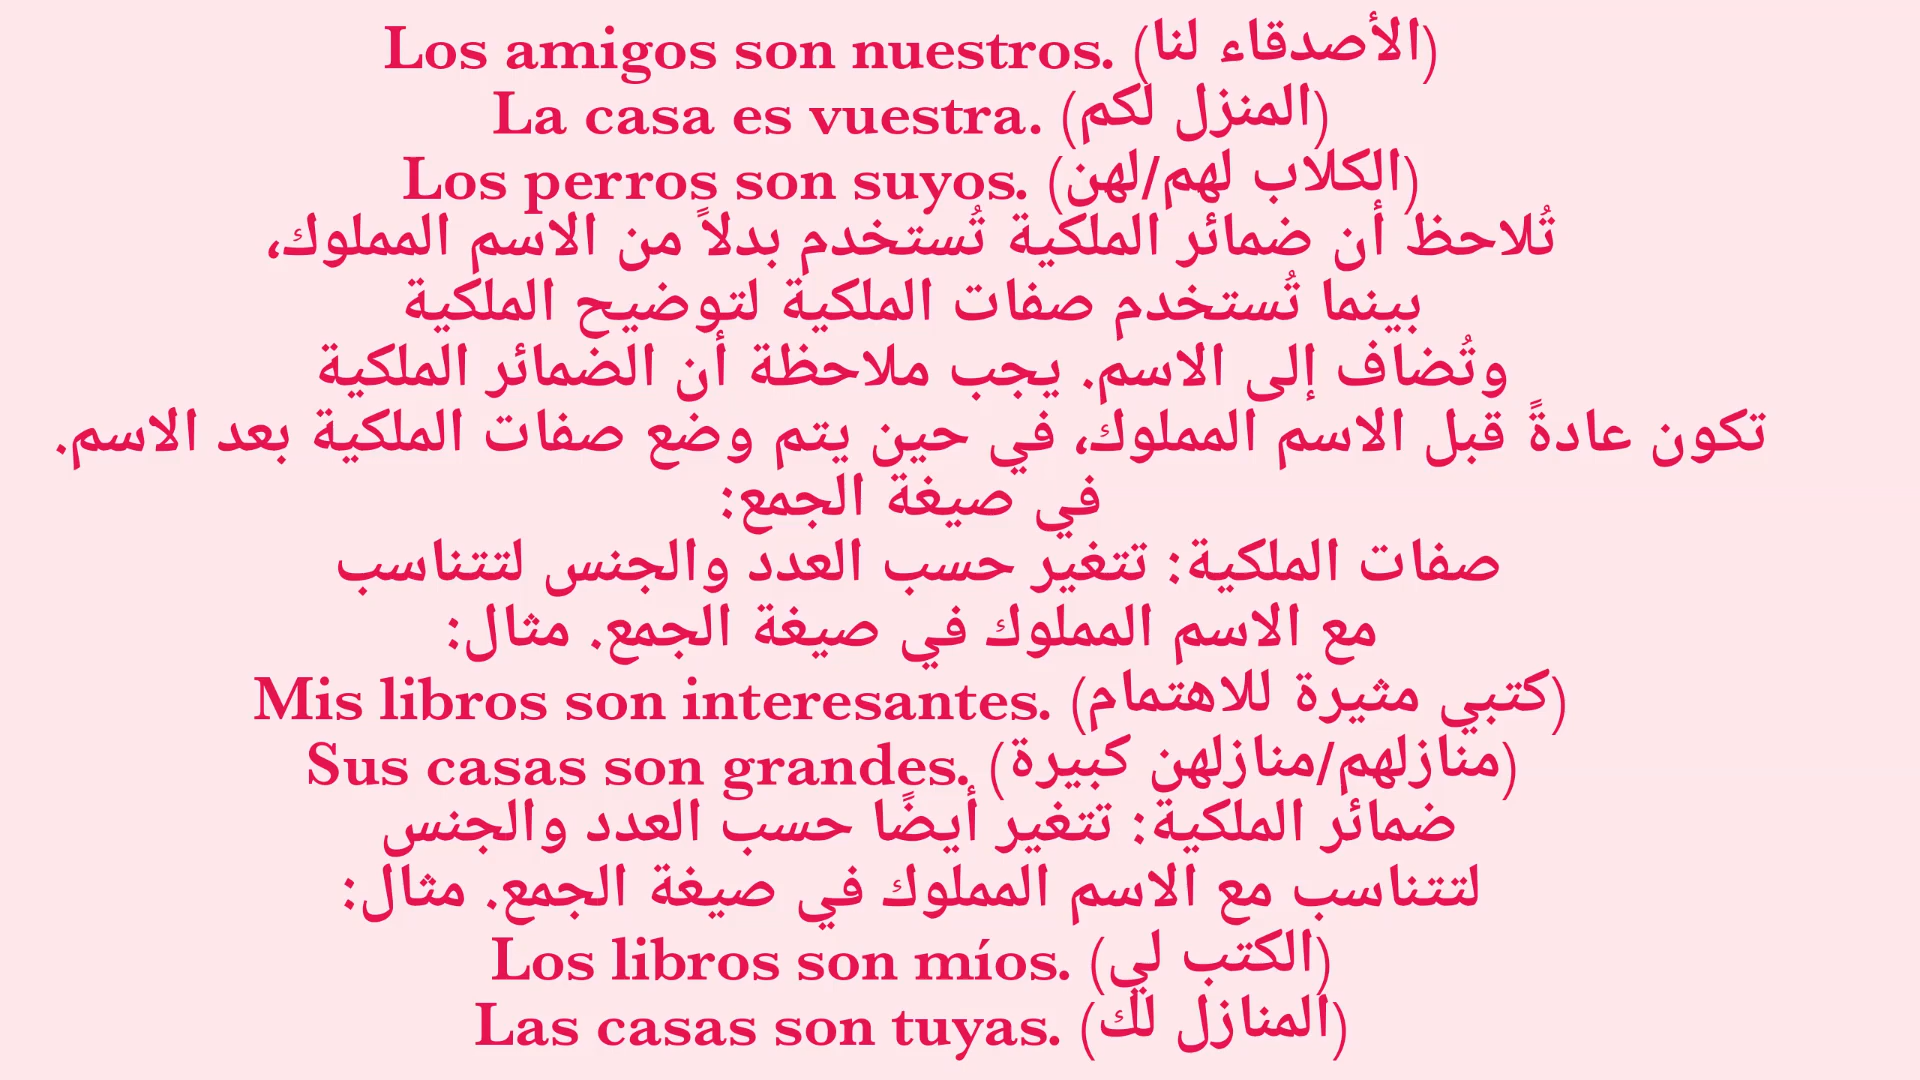 Los amigos son nuestros. (الأصدقاء لنا)
La casa es vuestra. (المنزل لكم)
Los perros son suyos. (الكلاب لهم/لهن)
تُلاحظ أن ضمائر الملكية تُستخدم بدلاً من الاسم المملوك،
بينما تُستخدم صفات الملكية لتوضيح الملكية
وتُضاف إلى الاسم. يجب ملاحظة أن الضمائر الملكية
تكون عادةً قبل الاسم المملوك، في حين يتم وضع صفات الملكية بعد الاسم.
في صيغة الجمع:
صفات الملكية: تتغير حسب العدد والجنس لتتناسب
مع الاسم المملوك في صيغة الجمع. مثال:
Mis libros son interesantes. (كتبي مثيرة للاهتمام)
Sus casas son grandes. (منازلهم/منازلهن كبيرة)
ضمائر الملكية: تتغير أيضًا حسب العدد والجنس
لتتناسب مع الاسم المملوك في صيغة الجمع. مثال:
Los libros son míos. (الكتب لي)
Las casas son tuyas. (المنازل لك)